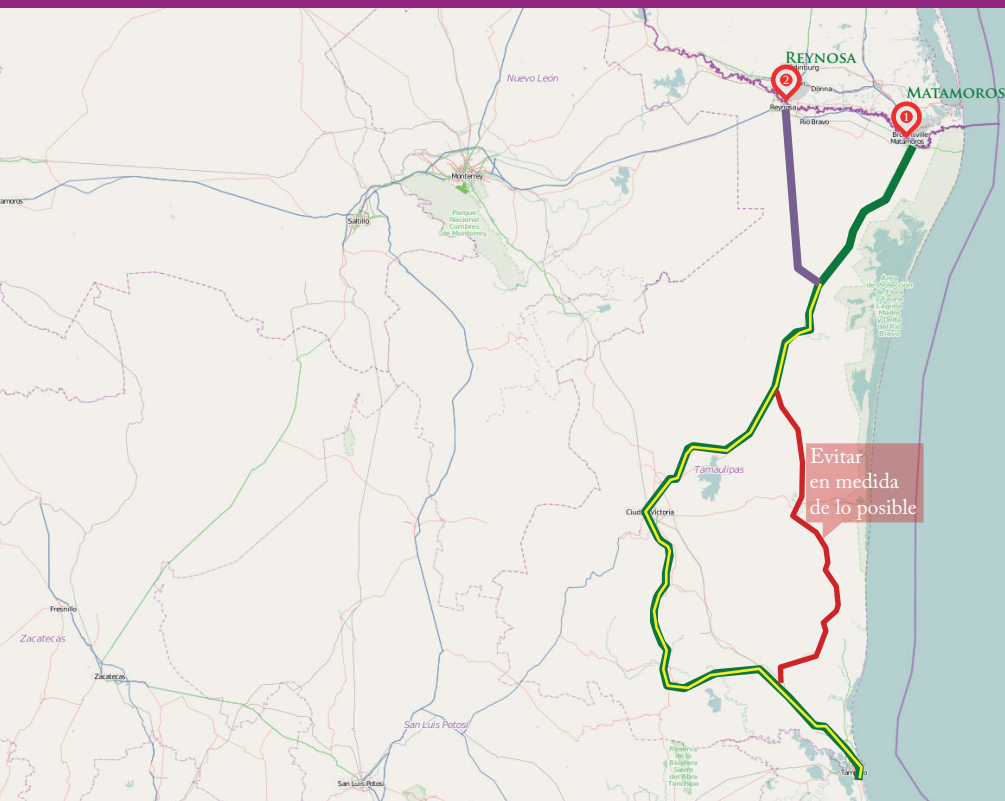 REYNOSA
Edinburg
Donna
2
Reynosa
Rio Bravo
MATAMOROS
1
Brownsville
Matamoros
Nuevo León
Monterrey
Saltillo
amoros
Parque
Nacional
Cumbres
de Monterrey
Área
de Protección
de Flora
y Fauna
Laguna
Madre
y Delta
del Río
Bravo
Evitar
en medida
de lo posible
Tamaulipas
Ciudad Victoria
Fresnillo
Zacatecas
Zacatecas
San Luis Potosí
San Luis Potosí
Reserva
de la
Biosfera
Sierra
del Abra
Tanchipa
Tampico